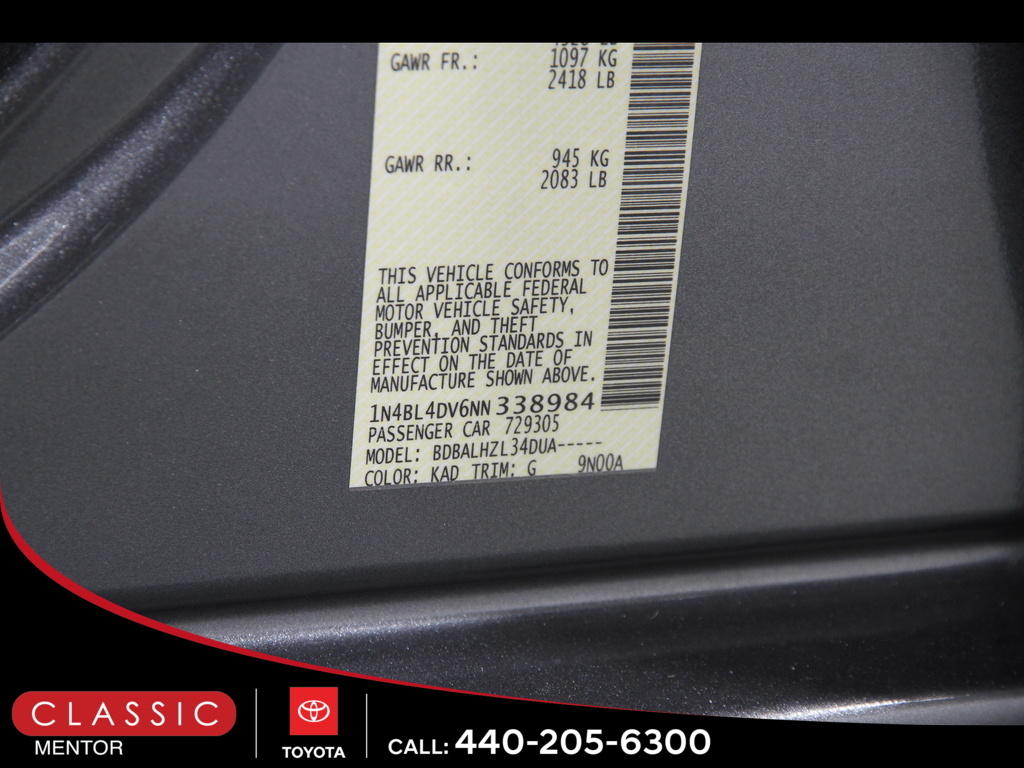 GAWR FR.: 1097 KG
2418 LB
GAWR RR.: 945 KG
2083 LB
THIS VEHICLE CONFORMS TO
ALL APPLICABLE FEDERAL
MOTOR VEHICLE SAFETY,
BUMPER, AND THEFT
PREVENTION STANDARDS IN
EFFECT ON THE DATE OF
MANUFACTURE SHOWN ABOVE.
1N4BL4DV6NN338984
PASSENGER CAR 729305
MODEL: BDBALHZL34DUA-----
COLOR: KAD TRIM: G 9N00A
CLASSIC
MENTOR
TOYOTA
CALL: 440-205-6300